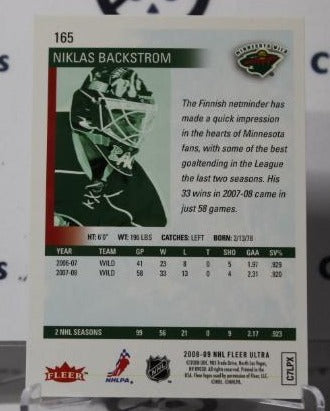 165
NIKLAS BACKSTROM
MINNESOTA WILD
The Finnish netminder has
made a quick impression
in the hearts of Minnesota
fans, with some of the best
goaltending in the League
the last two seasons. His
33 wins in 2007-08 came in
just 58 games.
HT: 6'0" WT: 196 LBS CATCHES: LEFT BORN: 2/13/78
YEAR TEAM GP W L T SHO GAA SV%
2006-07 WILD 41 23 8 0 5 1.97 .929
2007-08 WILD 58 33 13 0 4 2.31 .920
2 NHL SEASONS 99 56 21 0 9 2.17 .923
2008-09 NHL FLEER ULTRA
FLEER
NHLPA.
NHL
C7LPX